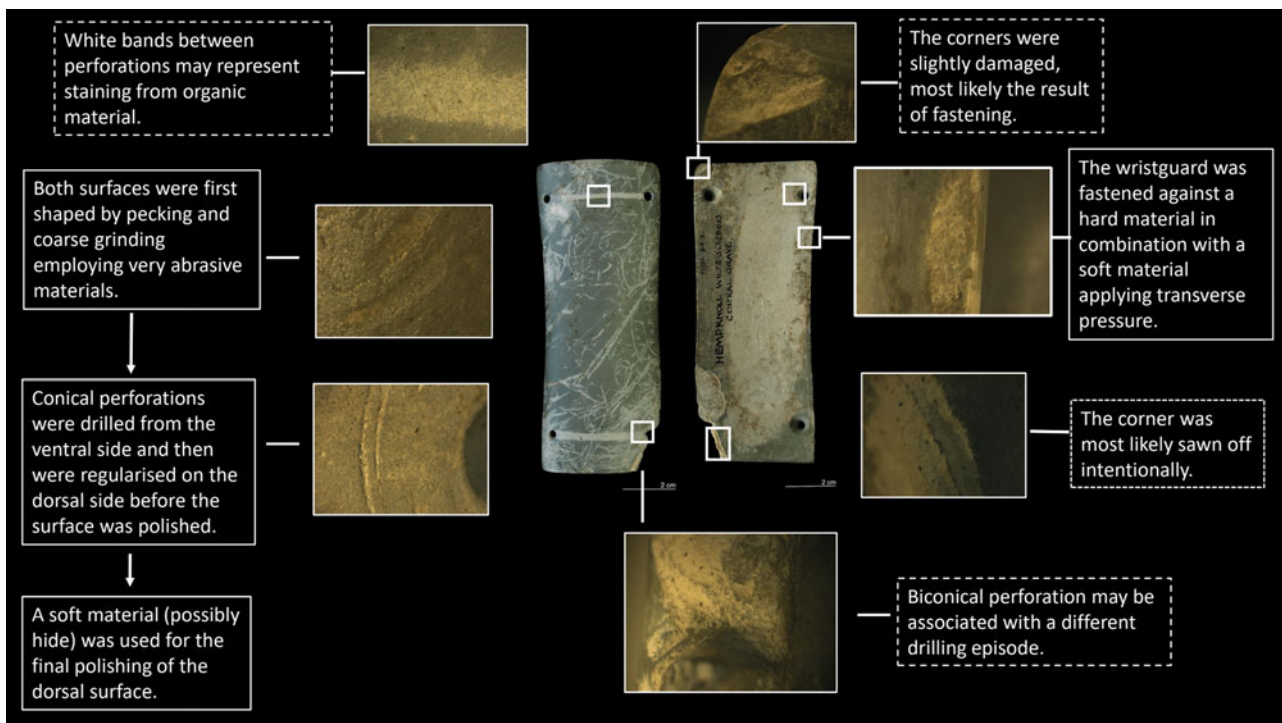 White bands between
perforations may represent
staining from organic
material.
Both surfaces were first
shaped by pecking and
coarse grinding
employing very abrasive
materials.
Conical perforations
were drilled from the
ventral side and then
were regularised on the
dorsal side before the
surface was polished.
A soft material (possibly
hide) was used for the
final polishing of the
dorsal surface.
HEMP KNOLL
CENTRAL GRAVE
2 cm
2 cm
The corners were
slightly damaged,
most likely the result
of fastening.
The wristguard was
fastened against a
hard material in
combination with a
soft material
applying transverse
pressure.
The corner was
most likely sawn off
intentionally.
Biconical perforation may be
associated with a different
drilling episode.